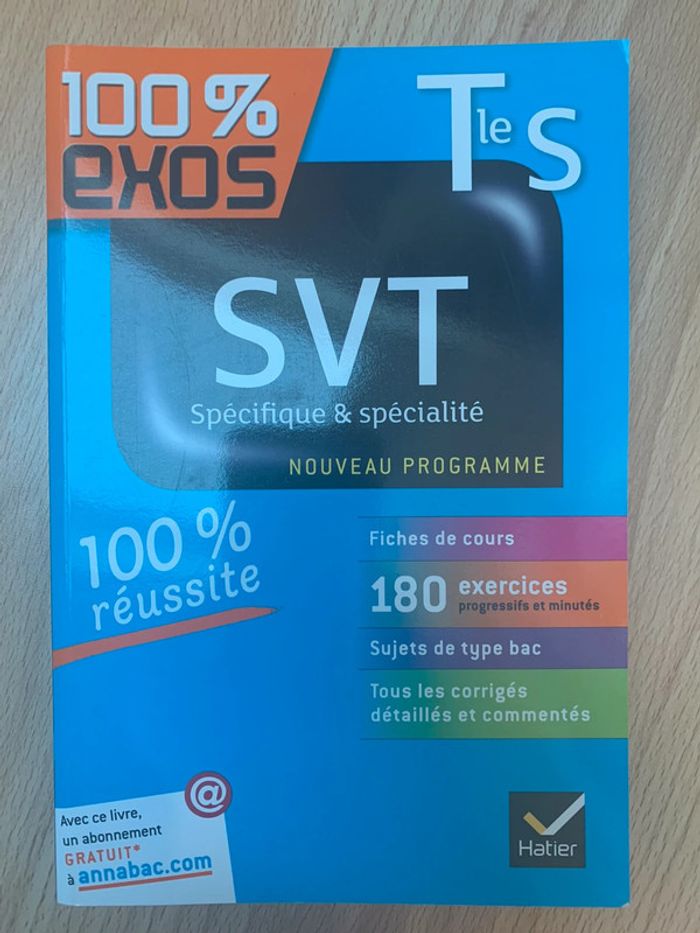 100 %
exos
Tle S
SVT
Spécifique & spécialité
NOUVEAU PROGRAMME
100 %
réussite
Fiches de cours
180 exercices
progressifs et minutés
Sujets de type bac
Tous les corrigés
détaillés et commentés
@
Avec ce livre,
un abonnement
GRATUIT*
à annabac.com
Hatier